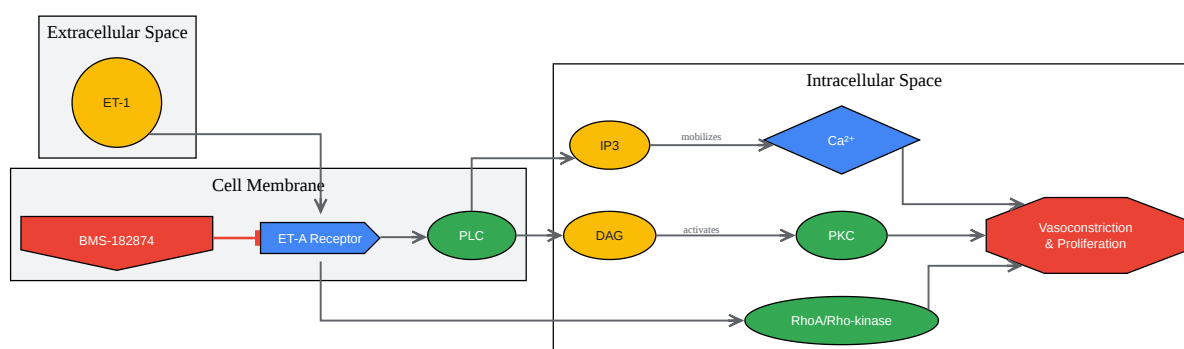 Extracellular Space
ET-1
Cell Membrane
BMS-182874
ET-A Receptor
PLC
Intracellular Space
IP3
mobilizes
Ca²⁺
DAG
activates
PKC
Vasoconstriction
& Proliferation
RhoA/Rho-kinase